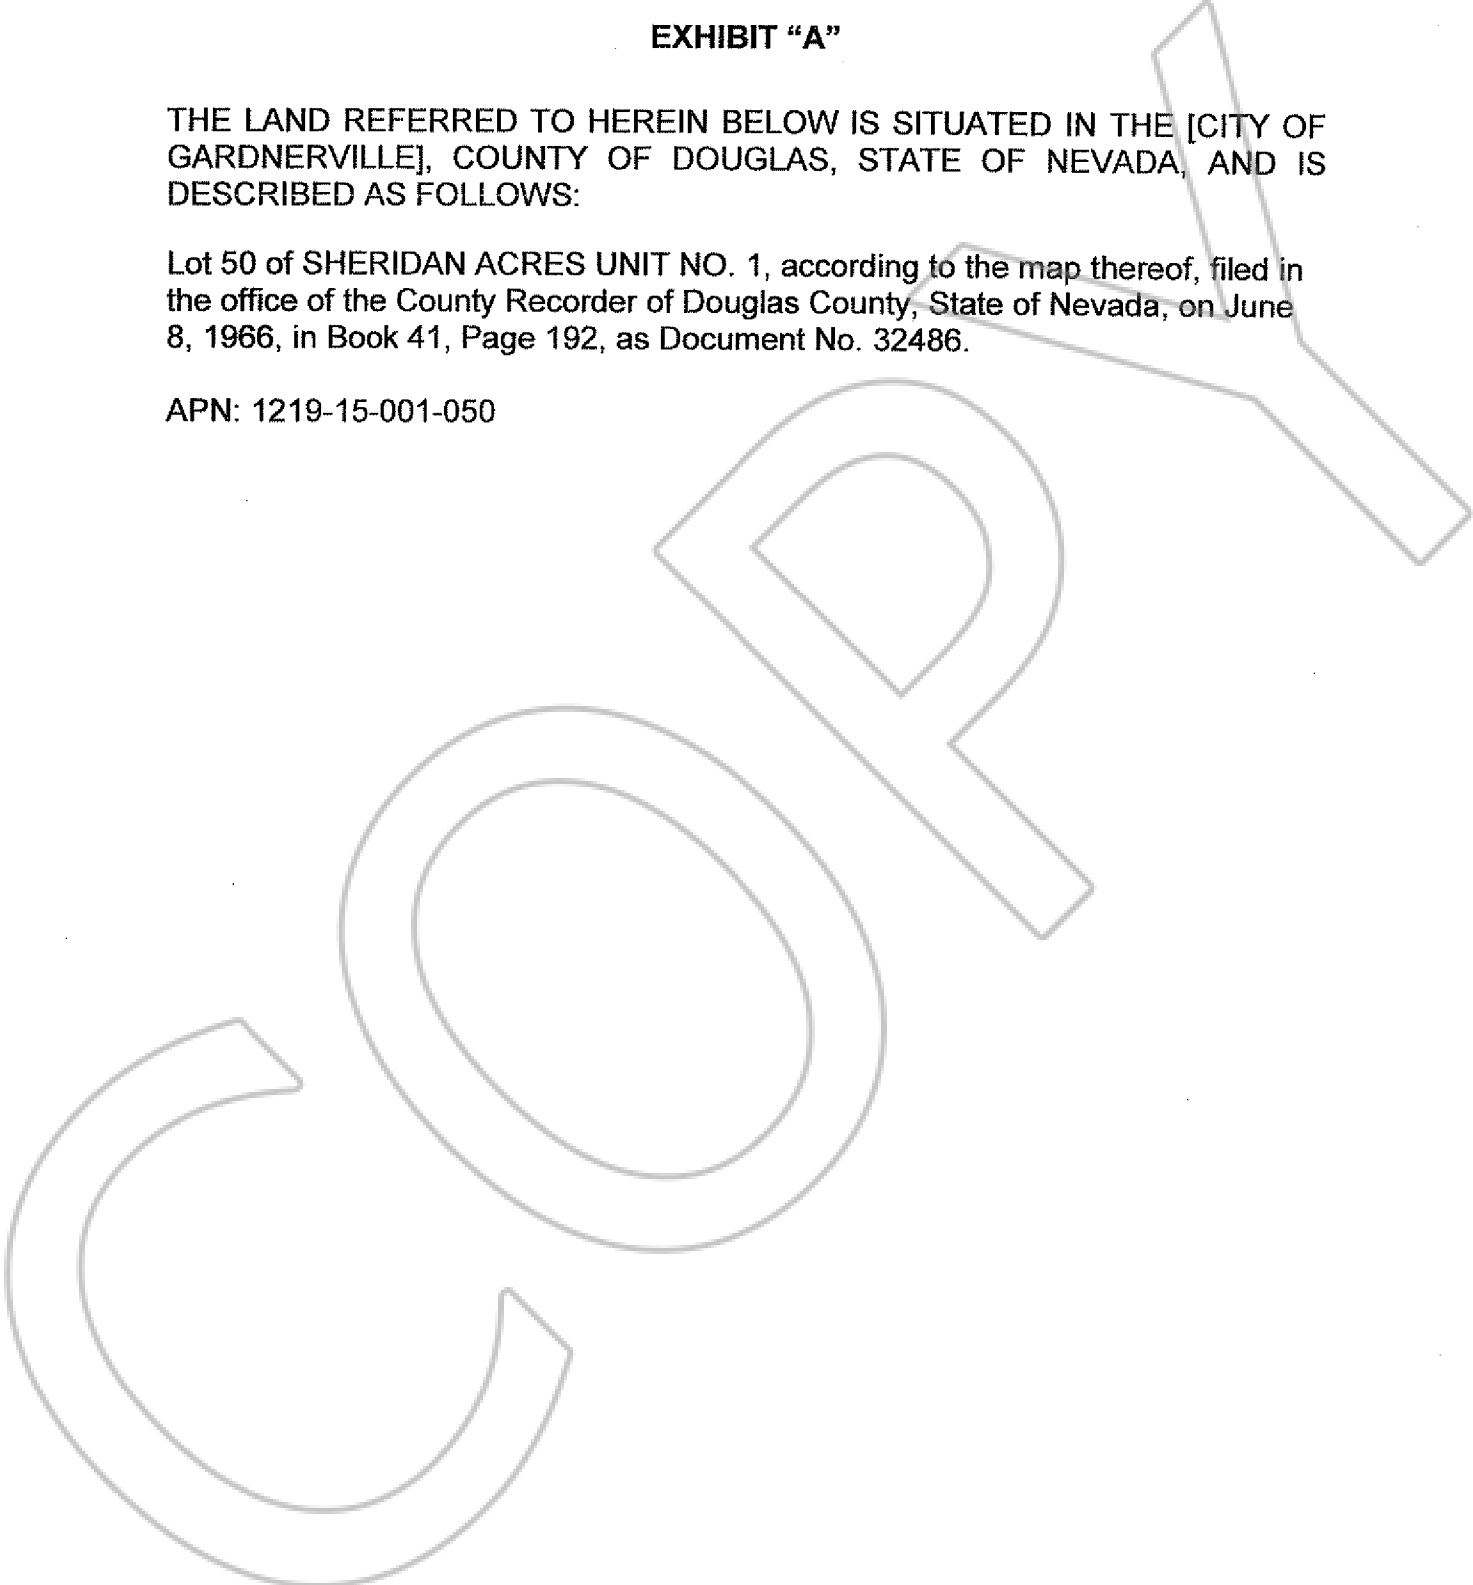 EXHIBIT “A”
THE LAND REFERRED TO HEREIN BELOW IS SITUATED IN THE [CITY OF
GARDNERVILLE], COUNTY OF DOUGLAS, STATE OF NEVADA, AND IS
DESCRIBED AS FOLLOWS:
Lot 50 of SHERIDAN ACRES UNIT NO. 1, according to the map thereof, filed in
the office of the County Recorder of Douglas County, State of Nevada, on June
8, 1966, in Book 41, Page 192, as Document No. 32486.
APN: 1219-15-001-050
COPY